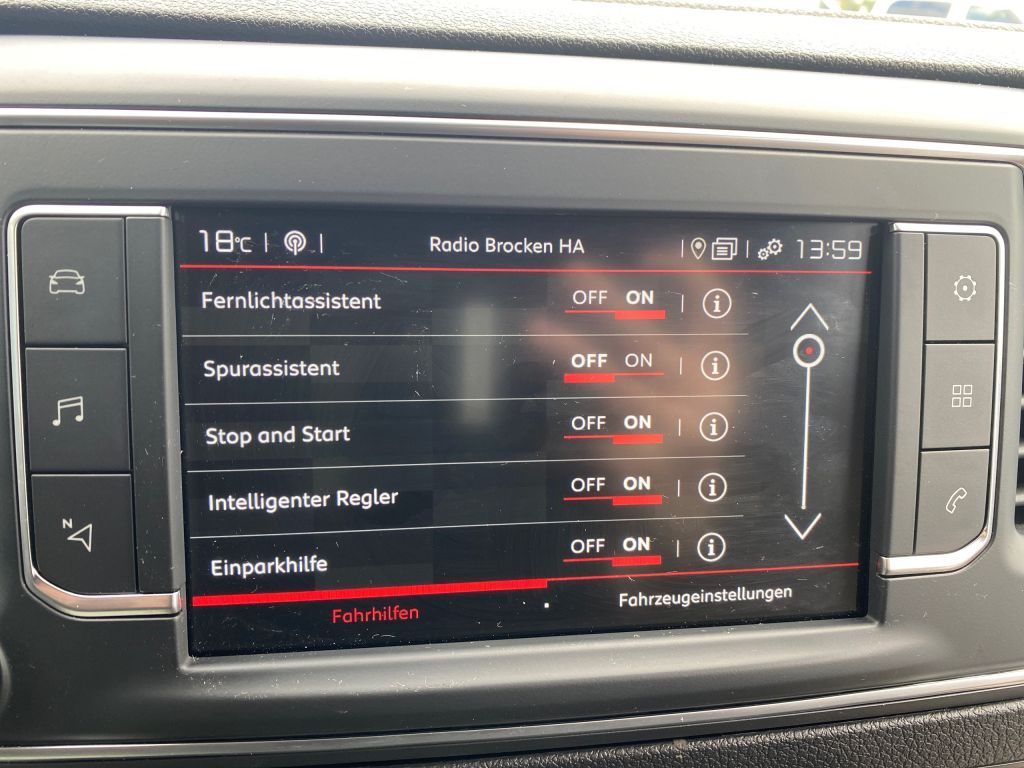 18°C | | Radio Brocken HA | | 13:59
Fernlichtassistent OFF ON | i
Spurassistent OFF ON | i
Stop and Start OFF ON | i
Intelligenter Regler OFF ON | i
Einparkhilfe OFF ON | i
Fahrhilfen Fahrzeugeinstellungen
N